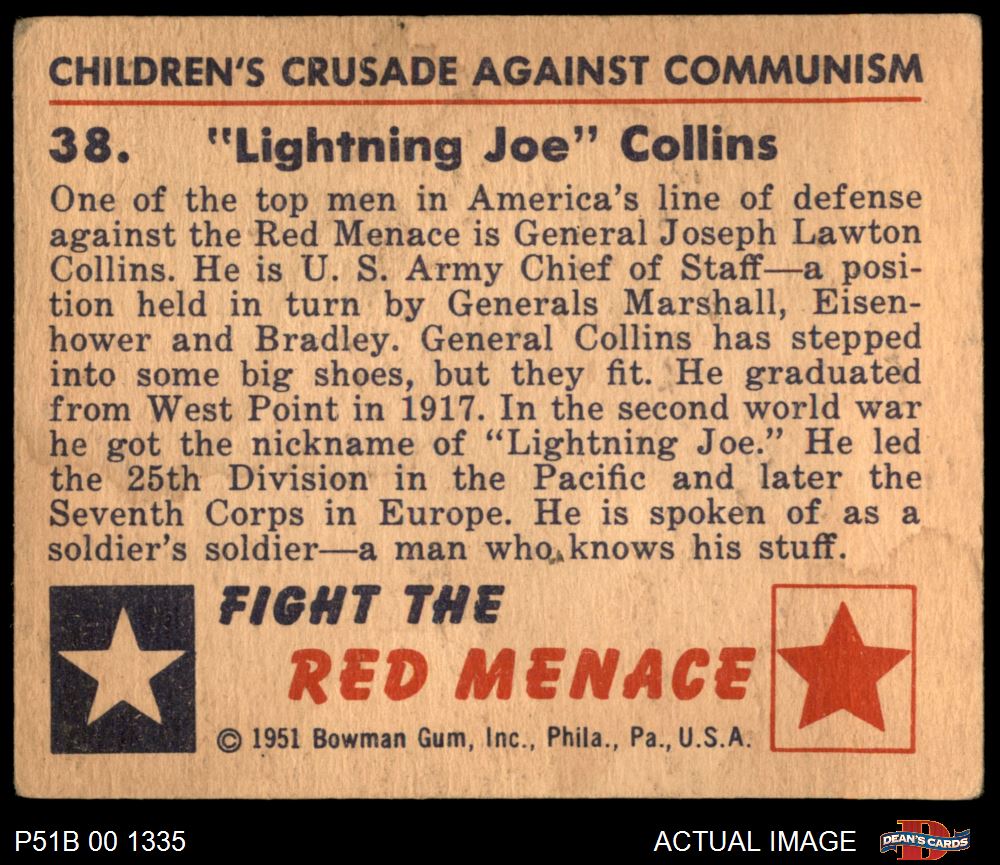 CHILDREN'S CRUSADE AGAINST COMMUNISM
38. "Lightning Joe" Collins
One of the top men in America's line of defense
against the Red Menace is General Joseph Lawton
Collins. He is U. S. Army Chief of Staff—a posi-
tion held in turn by Generals Marshall, Eisen-
hower and Bradley. General Collins has stepped
into some big shoes, but they fit. He graduated
from West Point in 1917. In the second world war
he got the nickname of "Lightning Joe." He led
the 25th Division in the Pacific and later the
Seventh Corps in Europe. He is spoken of as a
soldier's soldier—a man who knows his stuff.
FIGHT THE
RED MENACE
© 1951 Bowman Gum, Inc., Phila., Pa., U.S.A.
P51B 00 1335
ACTUAL IMAGE
D
DEAN'S CARDS